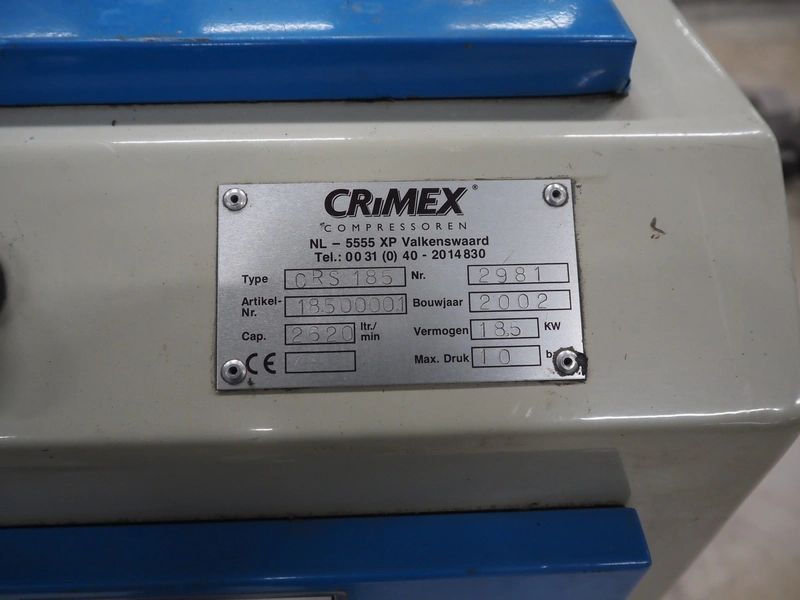 CRiMEX®
COMPRESSOREN
NL – 5555 XP Valkenswaard
Tel.: 00 31 (0) 40 - 2014830
Type CRS 185 Nr. 2981
Artikel-Nr. 18500001 Bouwjaar 2002
Cap. 2620 ltr./min Vermogen 18.5 KW
CE Max. Druk 10 b